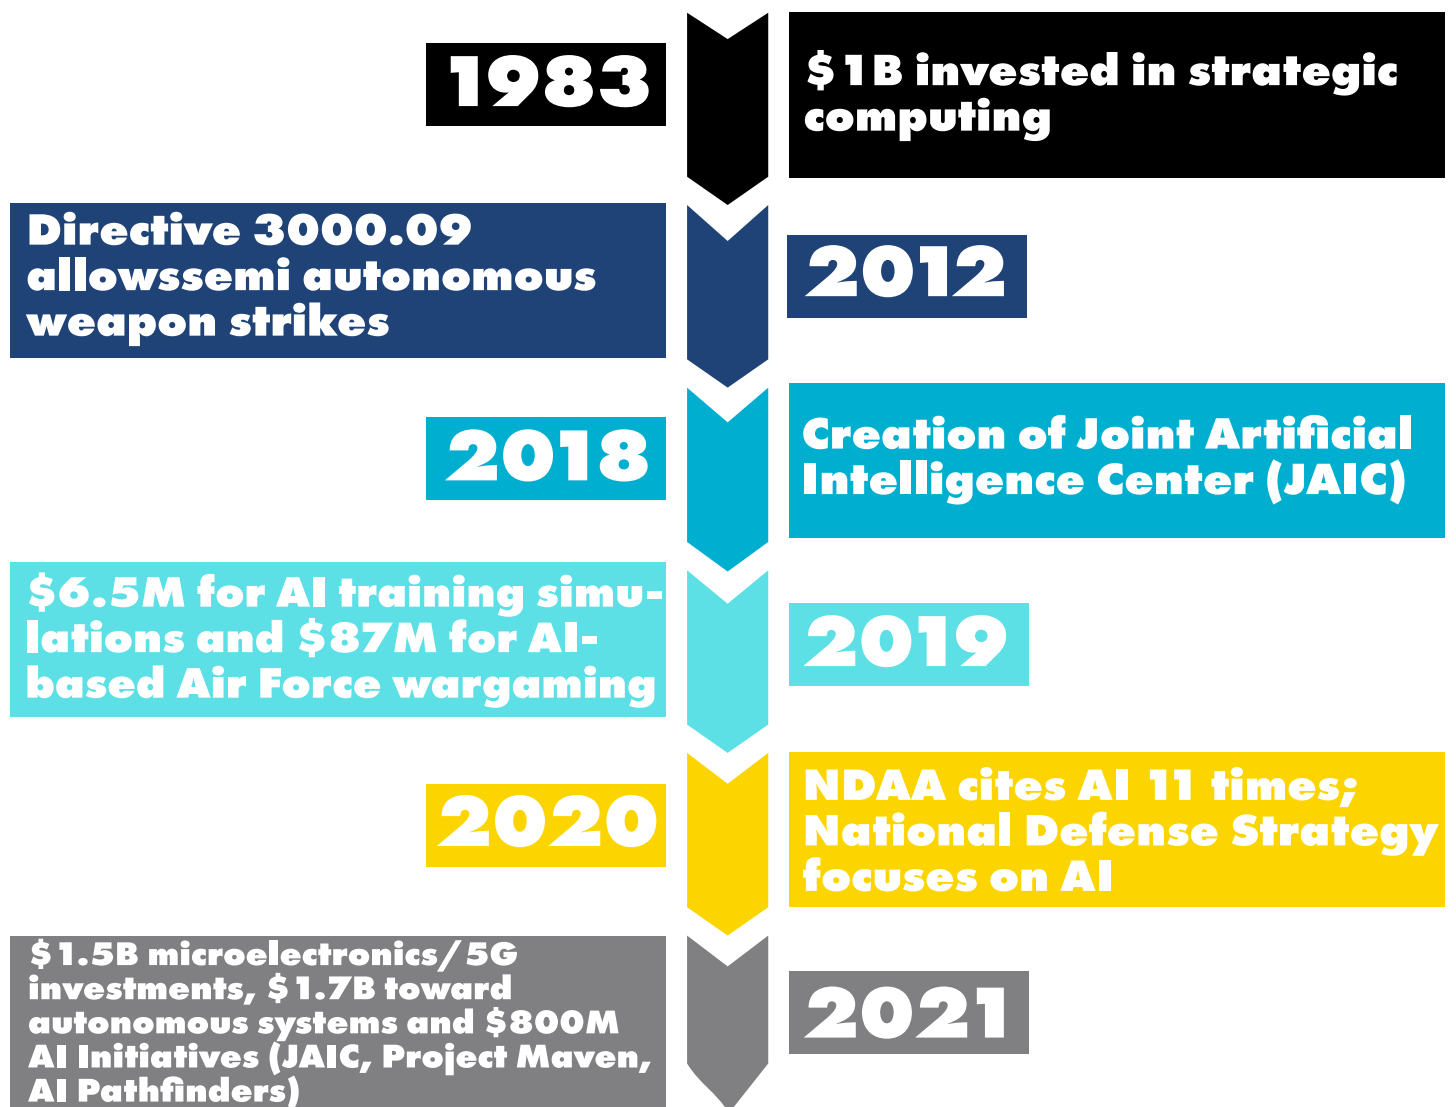 1983
$1B invested in strategic
computing
Directive 3000.09
allowssemi autonomous
weapon strikes
2012
2018
Creation of Joint Artificial
Intelligence Center (JAIC)
$6.5M for AI training simu-
lations and $87M for AI-
based Air Force wargaming
2019
2020
NDAA cites AI 11 times;
National Defense Strategy
focuses on AI
$1.5B microelectronics/5G
investments, $1.7B toward
autonomous systems and $800M
AI Initiatives (JAIC, Project Maven,
AI Pathfinders)
2021